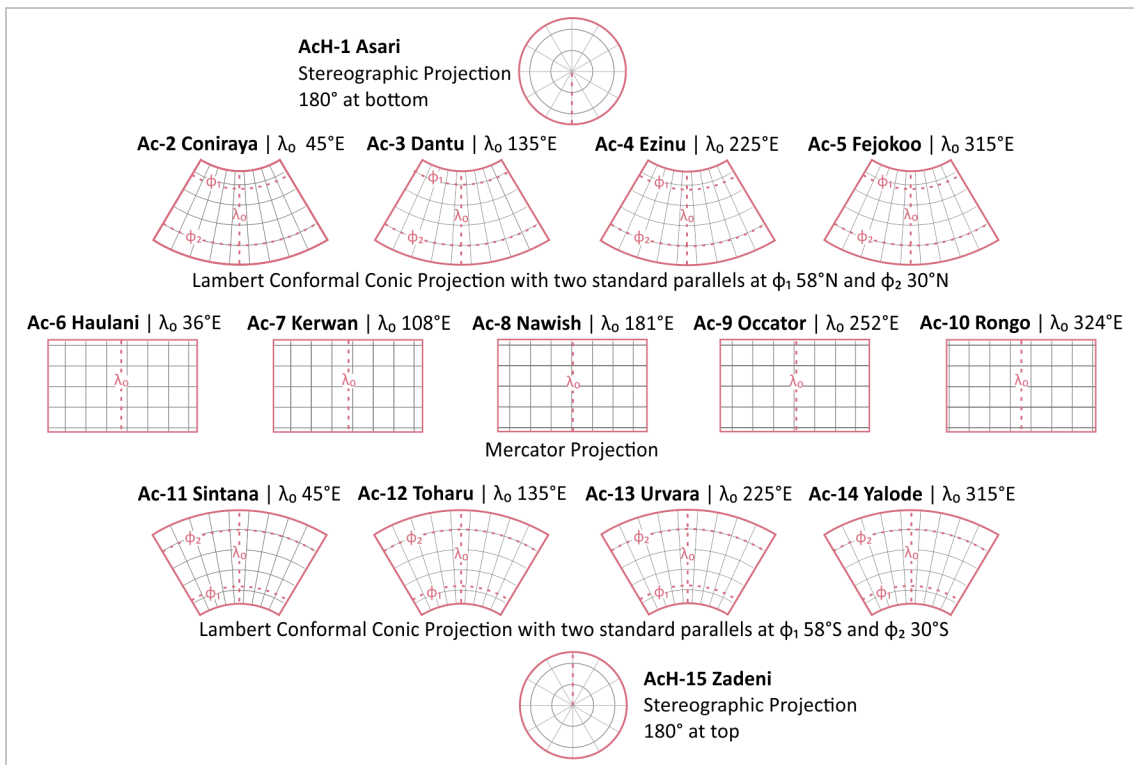 AcH-1 Asari
Stereographic Projection
180° at bottom
Ac-2 Coniraya | λ₀ 45°E
Ac-3 Dantu | λ₀ 135°E
Ac-4 Ezinu | λ₀ 225°E
Ac-5 Fejokoo | λ₀ 315°E
ϕ₁
λ₀
ϕ₂
ϕ₁
λ₀
ϕ₂
ϕ₁
λ₀
ϕ₂
ϕ₁
λ₀
ϕ₂
Lambert Conformal Conic Projection with two standard parallels at ϕ₁ 58°N and ϕ₂ 30°N
Ac-6 Haulani | λ₀ 36°E
Ac-7 Kerwan | λ₀ 108°E
Ac-8 Nawish | λ₀ 181°E
Ac-9 Occator | λ₀ 252°E
Ac-10 Rongo | λ₀ 324°E
λ₀
λ₀
λ₀
λ₀
λ₀
Mercator Projection
Ac-11 Sintana | λ₀ 45°E
Ac-12 Toharu | λ₀ 135°E
Ac-13 Urvara | λ₀ 225°E
Ac-14 Yalode | λ₀ 315°E
ϕ₂
λ₀
ϕ₁
ϕ₂
λ₀
ϕ₁
ϕ₂
λ₀
ϕ₁
ϕ₂
λ₀
ϕ₁
Lambert Conformal Conic Projection with two standard parallels at ϕ₁ 58°S and ϕ₂ 30°S
AcH-15 Zadeni
Stereographic Projection
180° at top